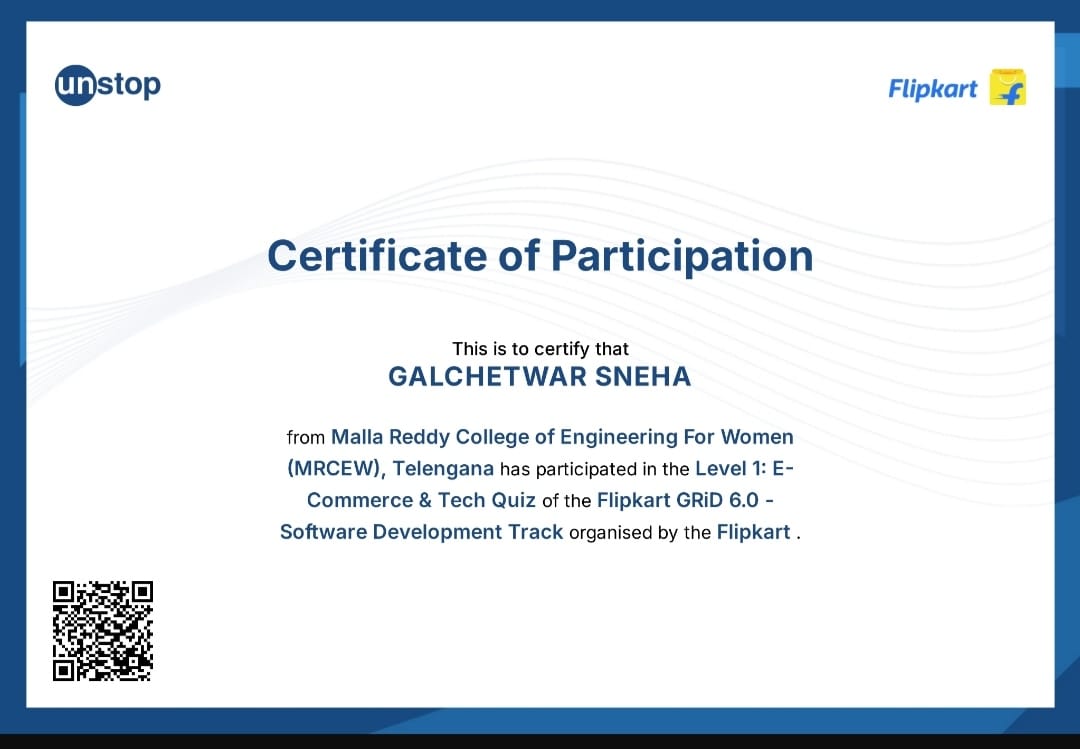 unstop
Flipkart
Certificate of Participation
This is to certify that
GALCHETWAR SNEHA
from Malla Reddy College of Engineering For Women
(MRCEW), Telengana has participated in the Level 1: E-
Commerce & Tech Quiz of the Flipkart GRiD 6.0 -
Software Development Track organised by the Flipkart .